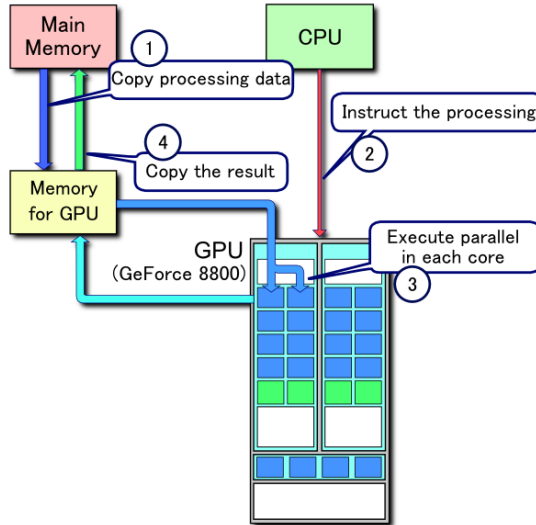 Main
Memory
CPU
1
Copy processing data
Instruct the processing
2
4
Copy the result
Memory
for GPU
GPU
(GeForce 8800)
Execute parallel
in each core
3